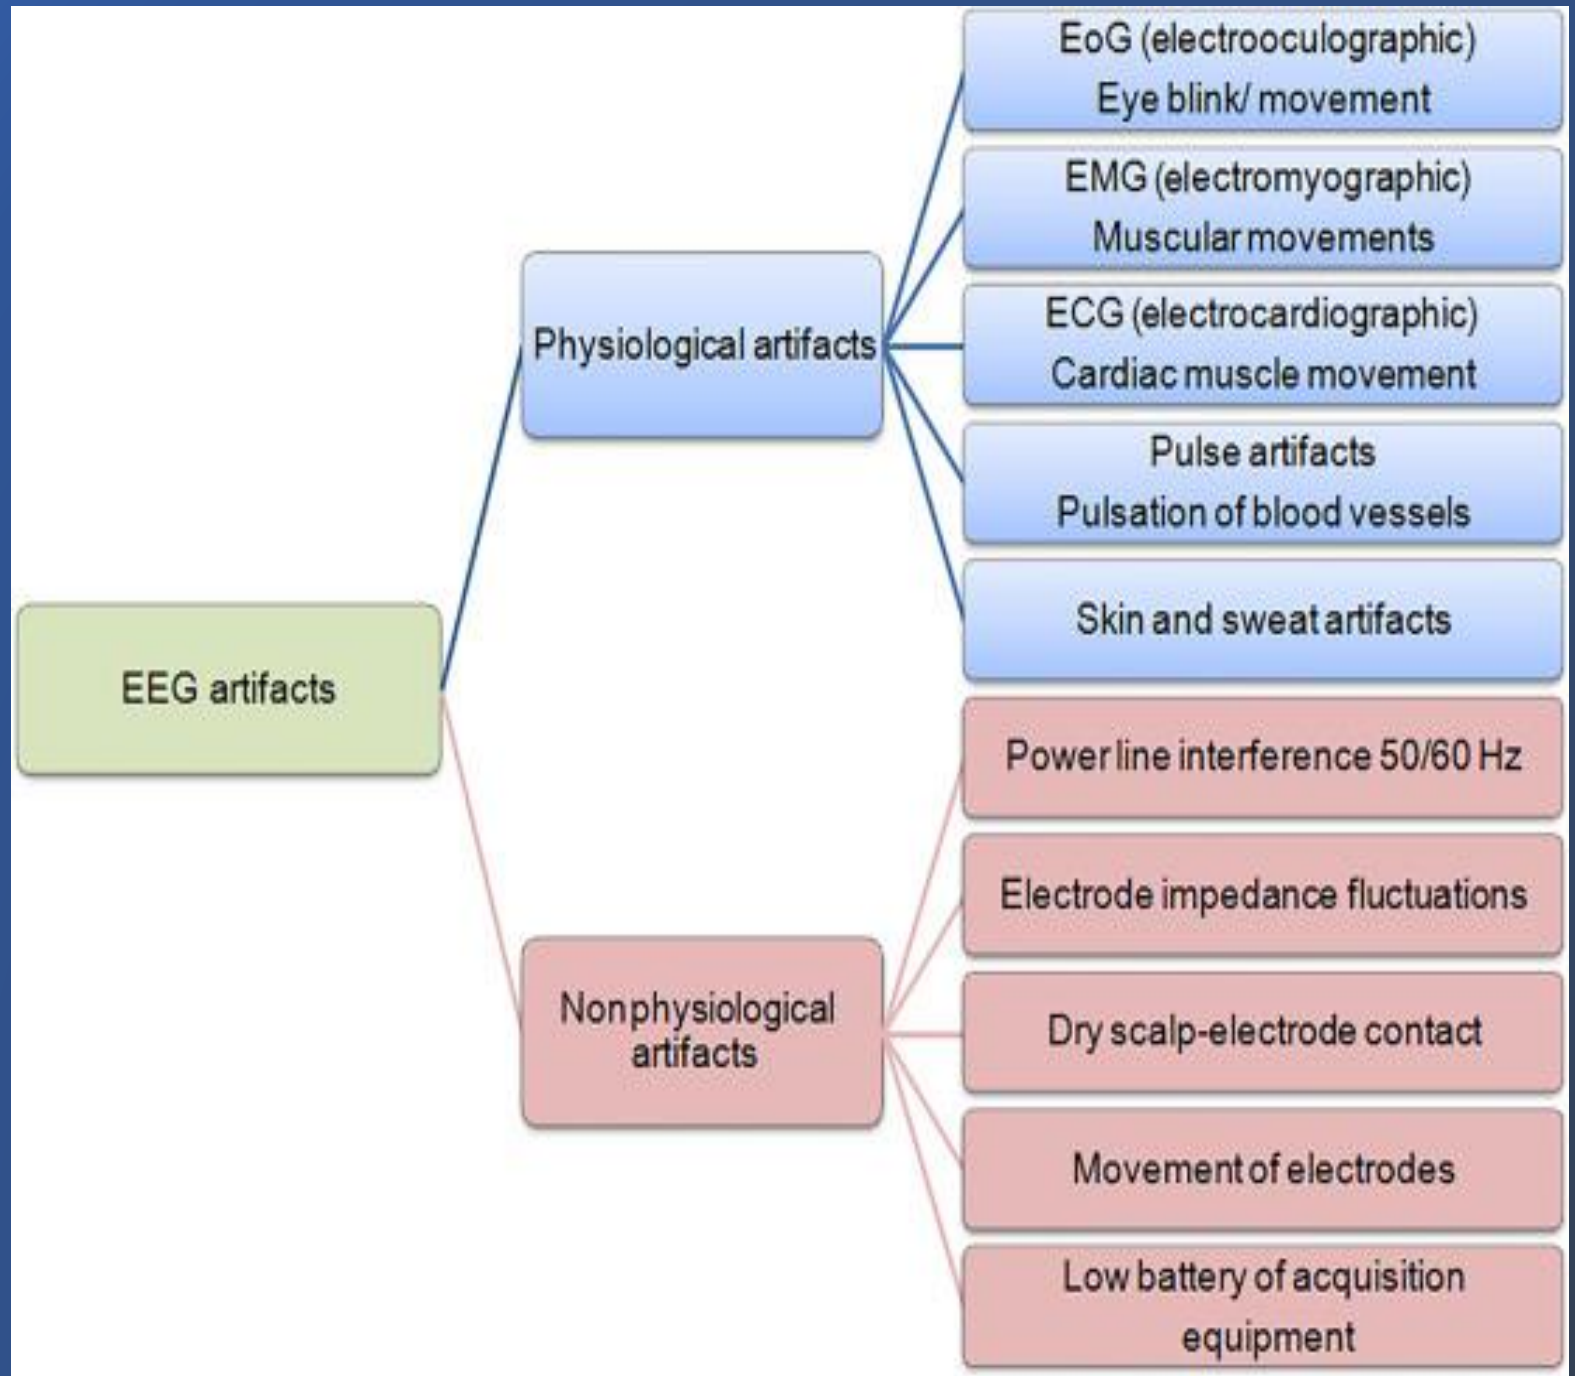 EoG (electrooculographic)
Eye blink/ movement
EMG (electromyographic)
Muscular movements
Physiological artifacts
ECG (electrocardiographic)
Cardiac muscle movement
Pulse artifacts
Pulsation of blood vessels
Skin and sweat artifacts
EEG artifacts
Power line interference 50/60 Hz
Electrode impedance fluctuations
Nonphysiological
artifacts
Dry scalp-electrode contact
Movement of electrodes
Low battery of acquisition
equipment